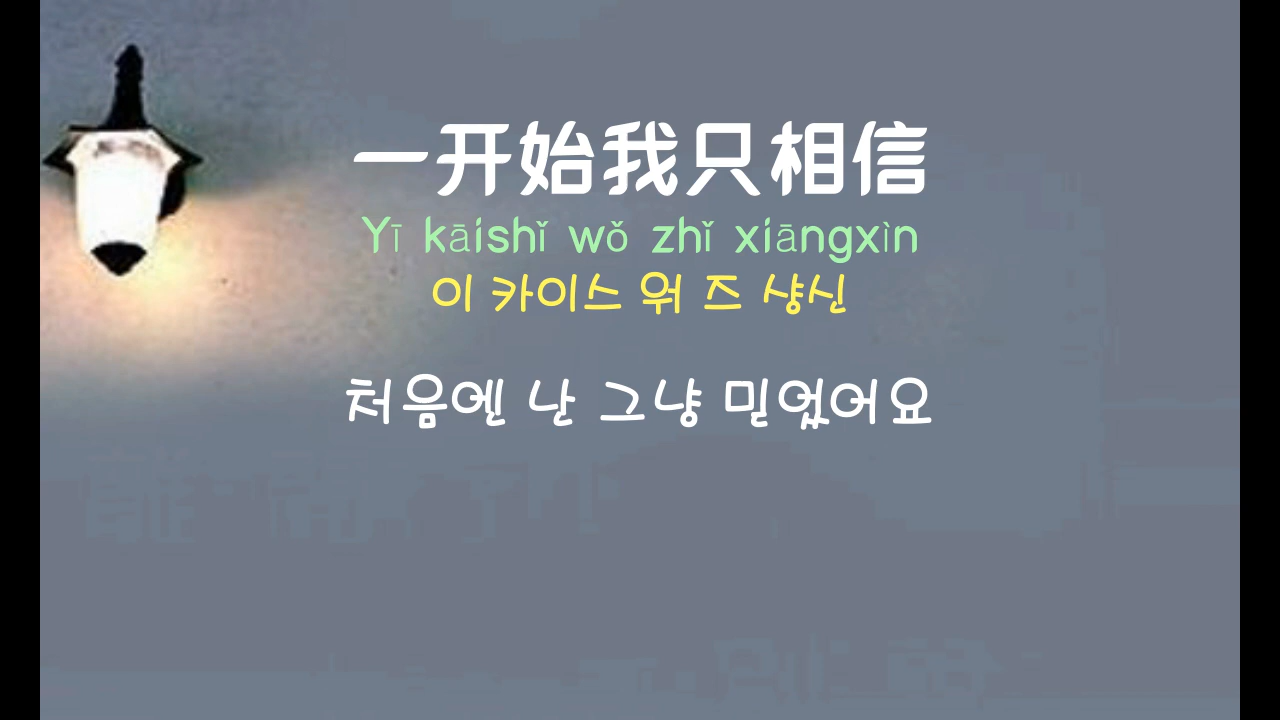 一开始我只相信
Yī kāishǐ wǒ zhǐ xiāngxìn
이 카이스 워 즈 샹신
처음엔 난 그냥 믿었어요